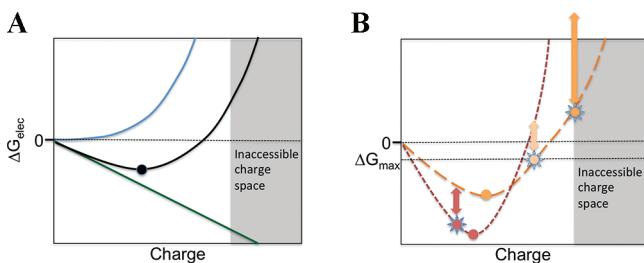 A
0
ΔGelec
Inaccessible
charge
space
Charge
B
0
ΔGmax
Inaccessible
charge
space
Charge